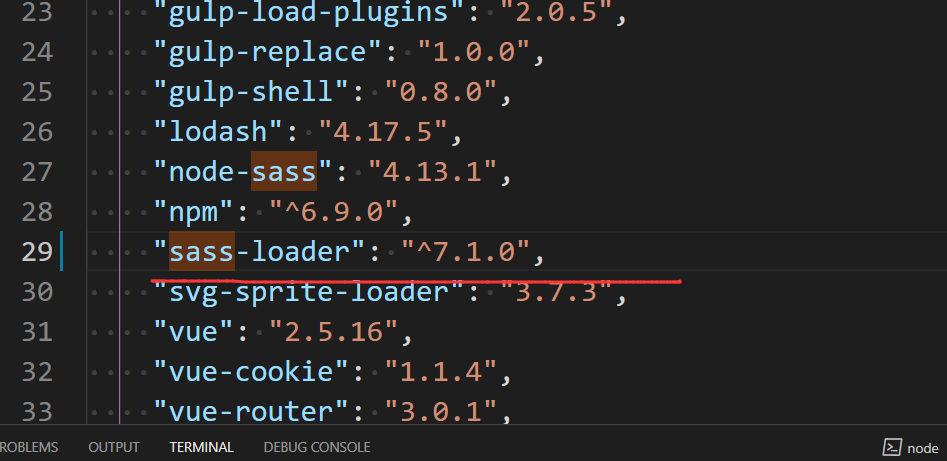 23 "gulp-load-plugins": "2.0.5",
24 "gulp-replace": "1.0.0",
25 "gulp-shell": "0.8.0",
26 "lodash": "4.17.5",
27 "node-sass": "4.13.1",
28 "npm": "^6.9.0",
29 "sass-loader": "^7.1.0",
30 "svg-sprite-loader": "3.7.3",
31 "vue": "2.5.16",
32 "vue-cookie": "1.1.4",
33 "vue-router": "3.0.1",
ROBLEMS OUTPUT TERMINAL DEBUG CONSOLE node